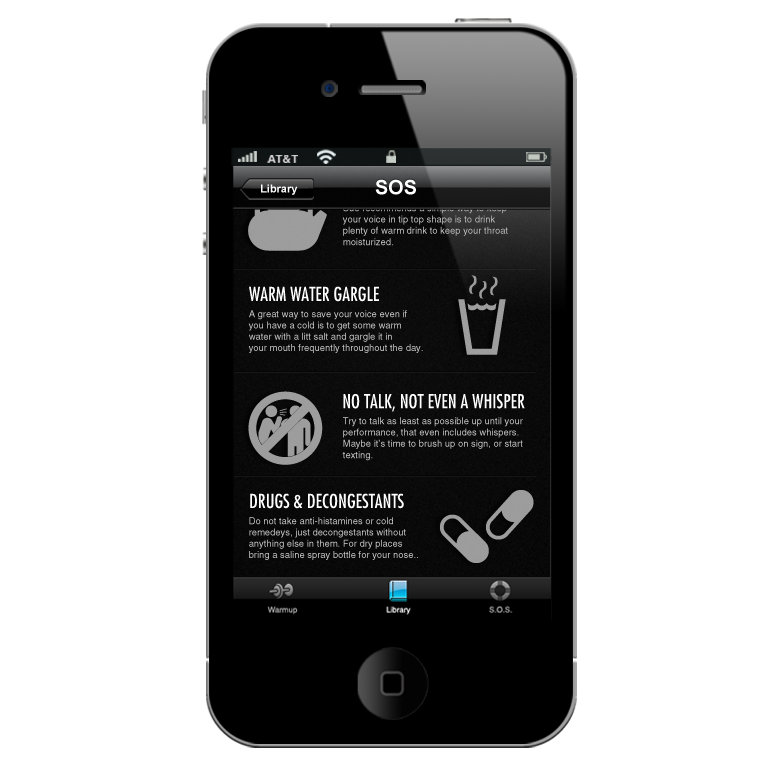 AT&T
Library
SOS
Sue recommends a simple way to keep
your voice in tip top shape is to drink
plenty of warm drink to keep your throat
moisturized.
WARM WATER GARGLE
A great way to save your voice even if
you have a cold is to get some warm
water with a litt salt and gargle it in
your mouth frequently throughout the day.
NO TALK, NOT EVEN A WHISPER
Try to talk as least as possible up until your
performance, that even includes whispers.
Maybe it's time to brush up on sign, or start
texting.
DRUGS & DECONGESTANTS
Do not take anti-histamines or cold
remedeys, just decongestants without
anything else in them. For dry places
bring a saline spray bottle for your nose..
Warmup
Library
S.O.S.